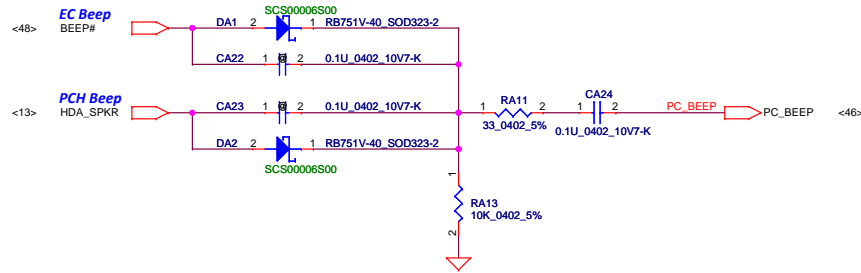 EC Beep
SCS00006S00
<48> BEEP# DA1 2 1 RB751V-40_SOD323-2
CA22 1 @ 2 0.1U_0402_10V7-K
PCH Beep
<13> HDA_SPKR CA23 1 @ 2 0.1U_0402_10V7-K
1 RA11 2 1 CA24 2 PC_BEEP PC_BEEP <46>
33_0402_5% 0.1U_0402_10V7-K
DA2 2 1 RB751V-40_SOD323-2
SCS00006S00
1
RA13
10K_0402_5%
2